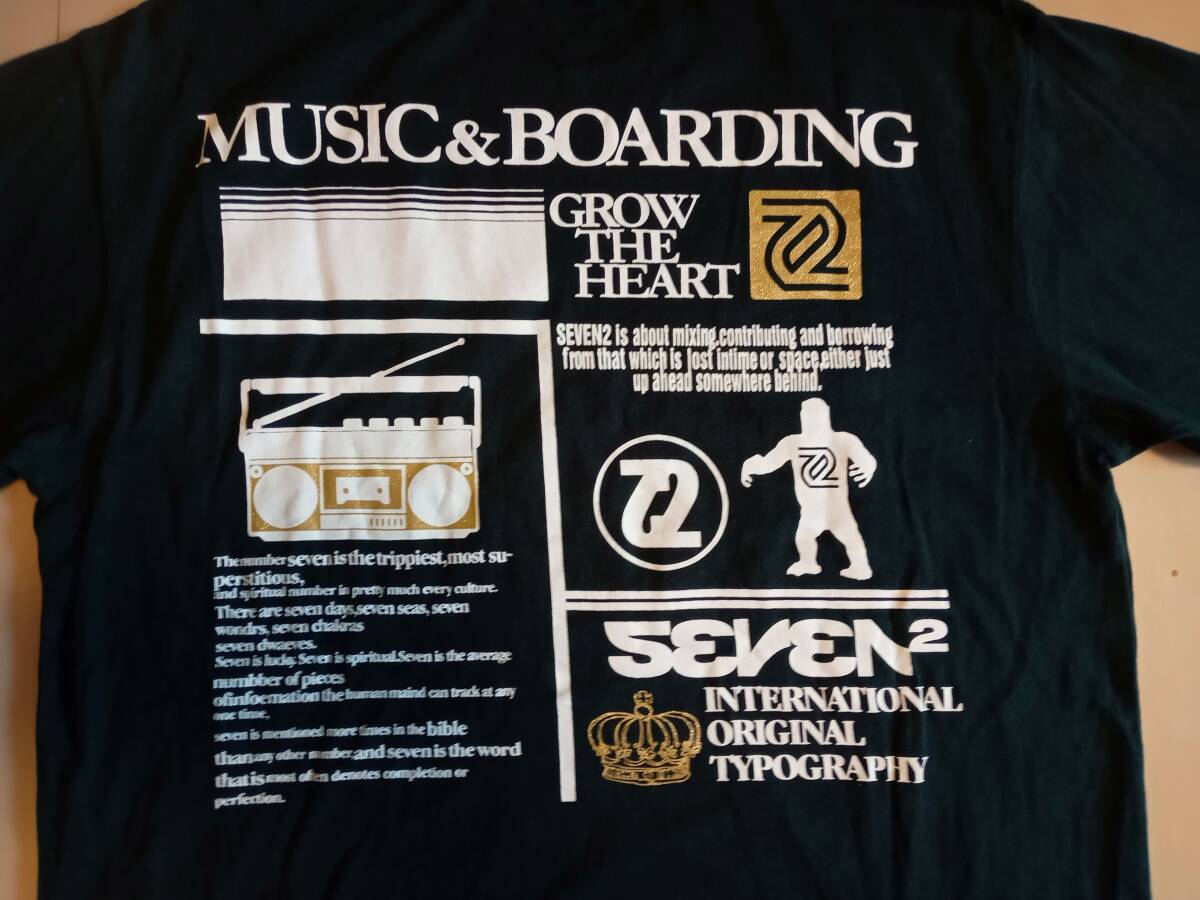 MUSIC&BOARDING
GROW
THE
HEART
72
SEVEN2 is about mixing,contributing and borrowing
from that which is lost intime or space,either just
up ahead somewhere behind.
72
72
The number seven is the trippiest, most su-
perstitious,
and spiritual number in pretty much every culture.
There are seven days,seven seas, seven
wondrs, seven chakras
seven dwaeves.
Seven is lucky. Seven is spiritual.Seven is the average
numbber of pieces
ofinfoemation the human maind can track at any
one time.
seven is mentioned more times in the bible
than any other number,and seven is the word
that is most often denotes completion or
perfection.
SEVEN2
INTERNATIONAL
ORIGINAL
TYPOGRAPHY